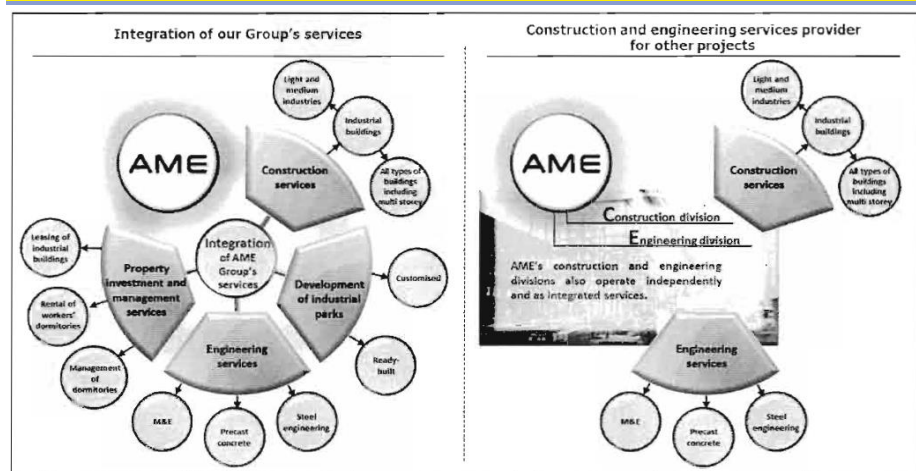 Integration of our Group's services
Light and
medium
industries
Industrial
buildings
All types of
buildings
including
multi storey
Construction
services
AME
Integration
of AME
Group's
services
Leasing of
industrial
buildings
Property
investment and
management
services
Rental of
workers'
dormitories
Management
of
dormitories
Development
of industrial
parks
Customised
Ready-
built
Engineering
services
M&E
Precast
concrete
Steel
engineering
Construction and engineering services provider
for other projects
Light and
medium
industries
Industrial
buildings
All types of
buildings
including
multi storey
Construction
services
AME
Construction division
Engineering division
AME's construction and engineering
divisions also operate independently
and as integrated services.
Engineering
services
M&E
Precast
concrete
Steel
engineering